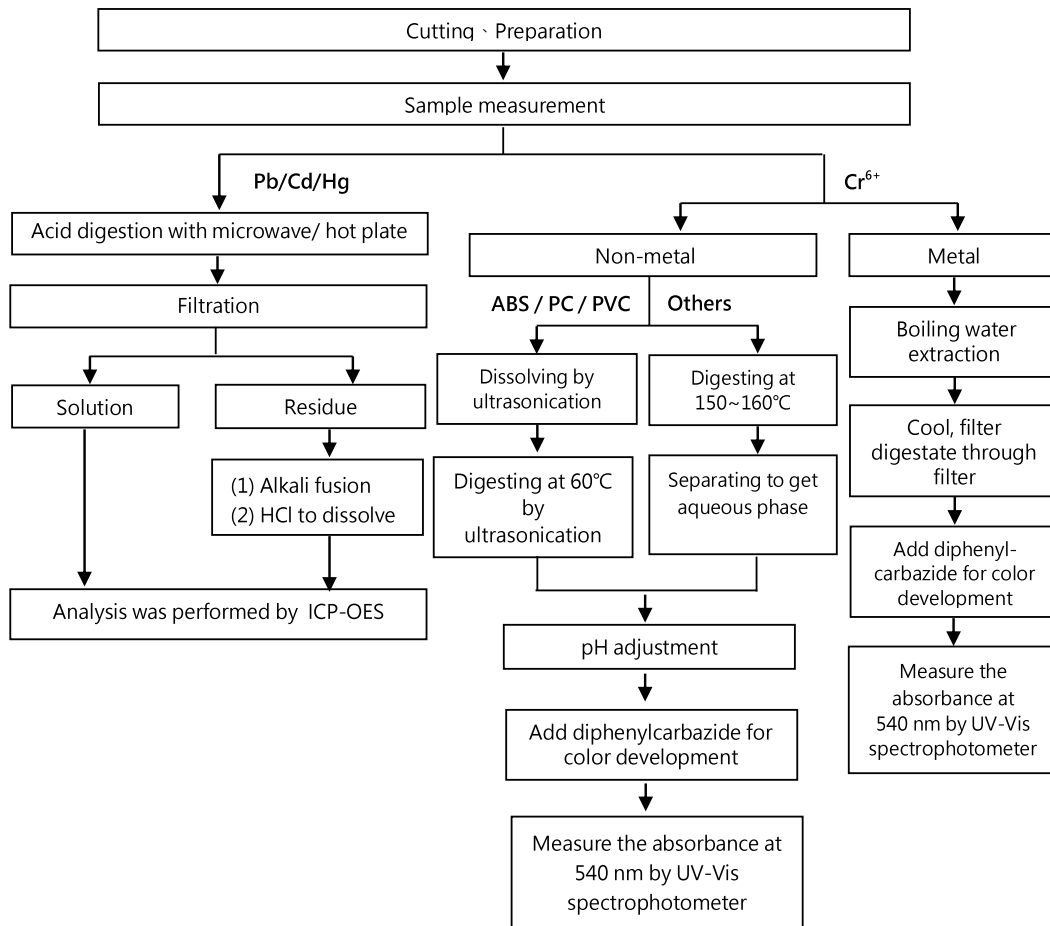 Cutting、Preparation
Sample measurement
Pb/Cd/Hg
Acid digestion with microwave/ hot plate
Filtration
Solution
Residue
(1) Alkali fusion
(2) HCl to dissolve
Analysis was performed by ICP-OES
Cr⁶⁺
Non-metal
ABS / PC / PVC
Others
Dissolving by
ultrasonication
Digesting at 60℃
by
ultrasonication
Digesting at
150~160℃
Separating to get
aqueous phase
pH adjustment
Add diphenylcarbazide for
color development
Measure the absorbance at
540 nm by UV-Vis
spectrophotometer
Metal
Boiling water
extraction
Cool, filter
digestate through
filter
Add diphenyl-
carbazide for color
development
Measure the
absorbance at
540 nm by UV-Vis
spectrophotometer